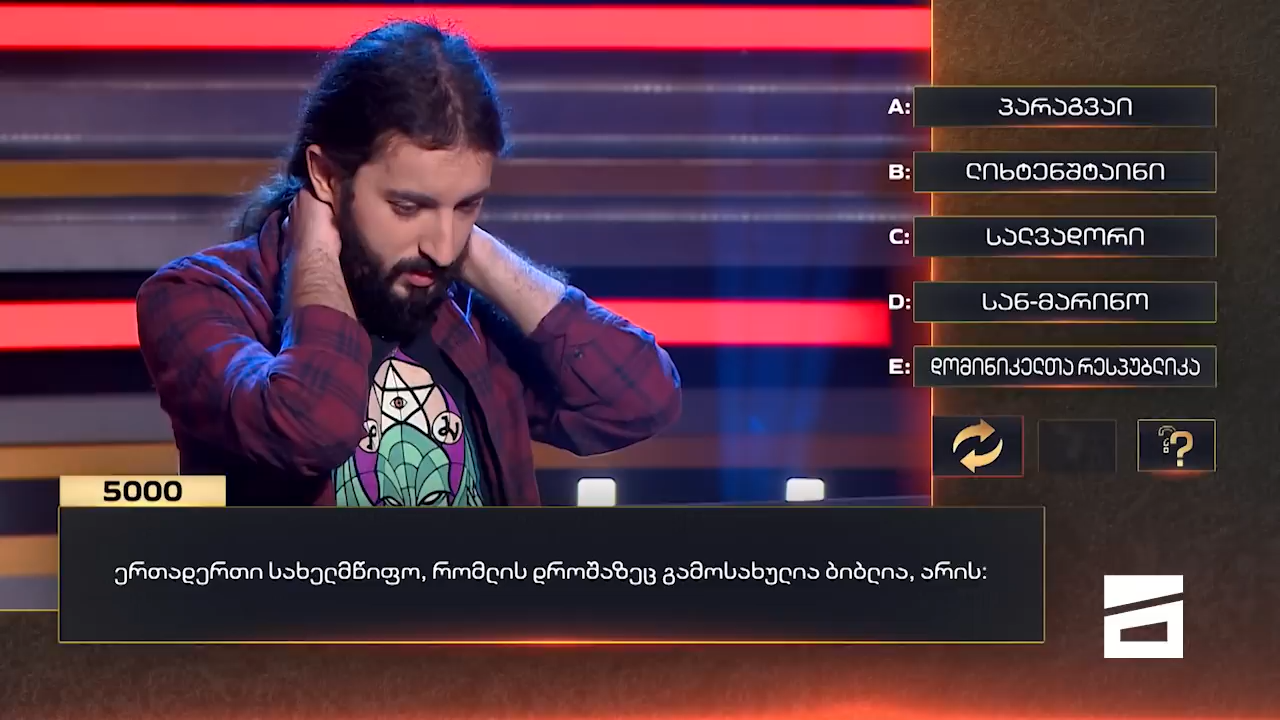 A: პარაგვაი
B: ლიხტენშტაინი
C: სალვადორი
D: სან-მარინო
E: დომინიკელთა რესპუბლიკა
5000
ერთადერთი სახელმწიფო, რომლის დროშაზეც გამოსახულია ბიბლია, არის: